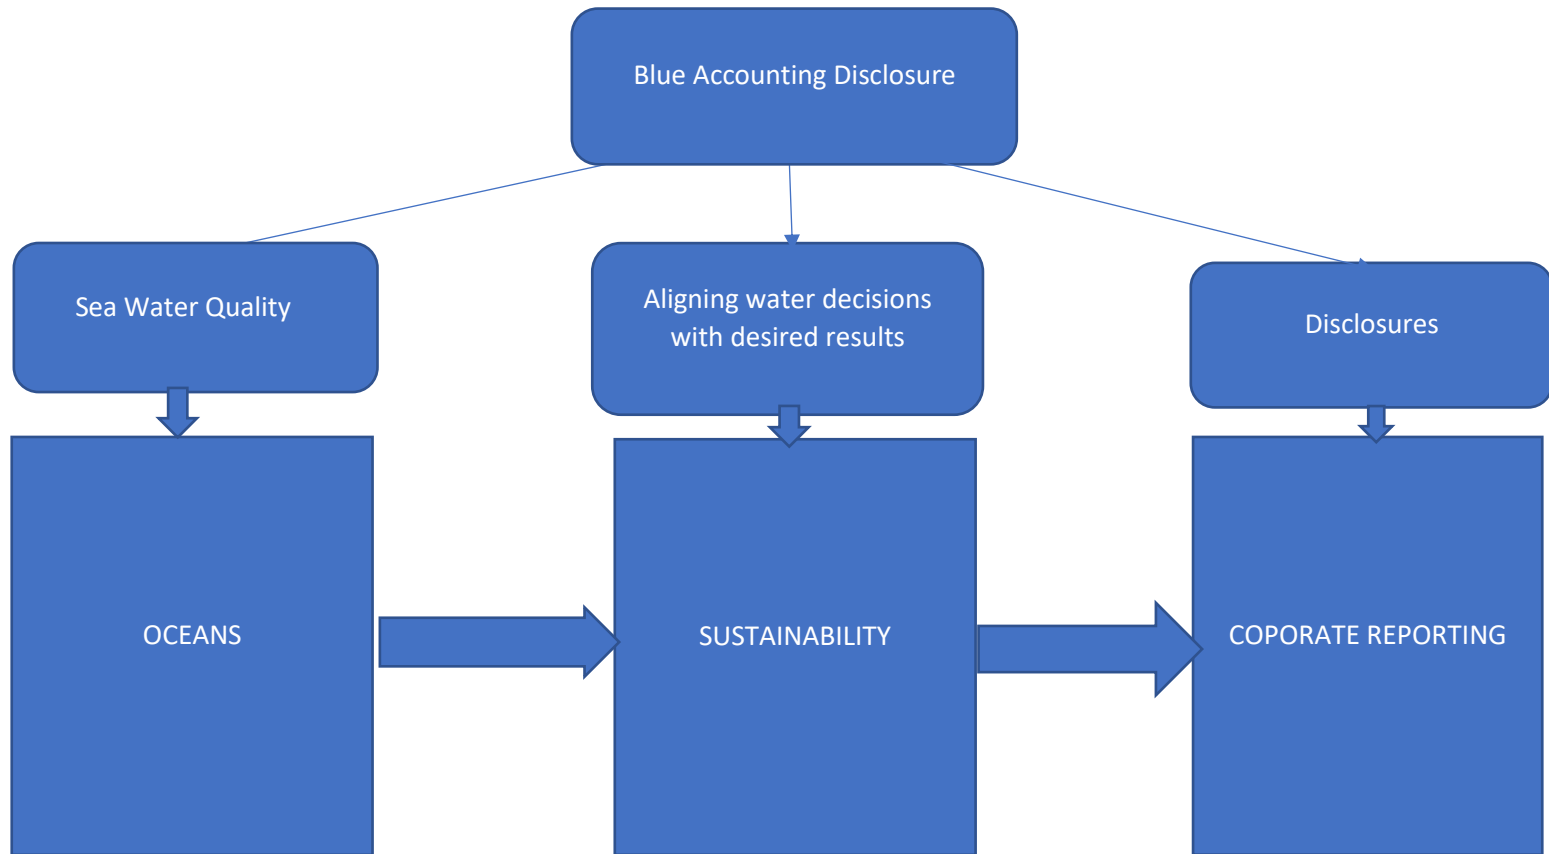 Blue Accounting Disclosure
Sea Water Quality
Aligning water decisions
with desired results
Disclosures
OCEANS
SUSTAINABILITY
COPORATE REPORTING